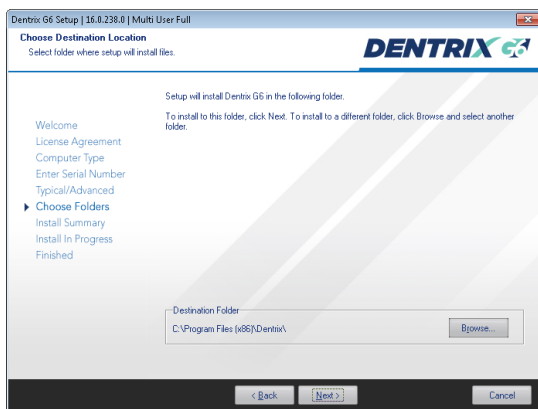 Dentrix G6 Setup | 16.0.238.0 | Multi User Full
Choose Destination Location
Select folder where setup will install files.
DENTRIX G6
Setup will install Dentrix G6 in the following folder.
To install to this folder, click Next. To install to a different folder, click Browse and select another
folder.
Welcome
License Agreement
Computer Type
Enter Serial Number
Typical/Advanced
Choose Folders
Install Summary
Install In Progress
Finished
Destination Folder
C:\Program Files (x86)\Dentrix\
Browse...
< Back
Next >
Cancel